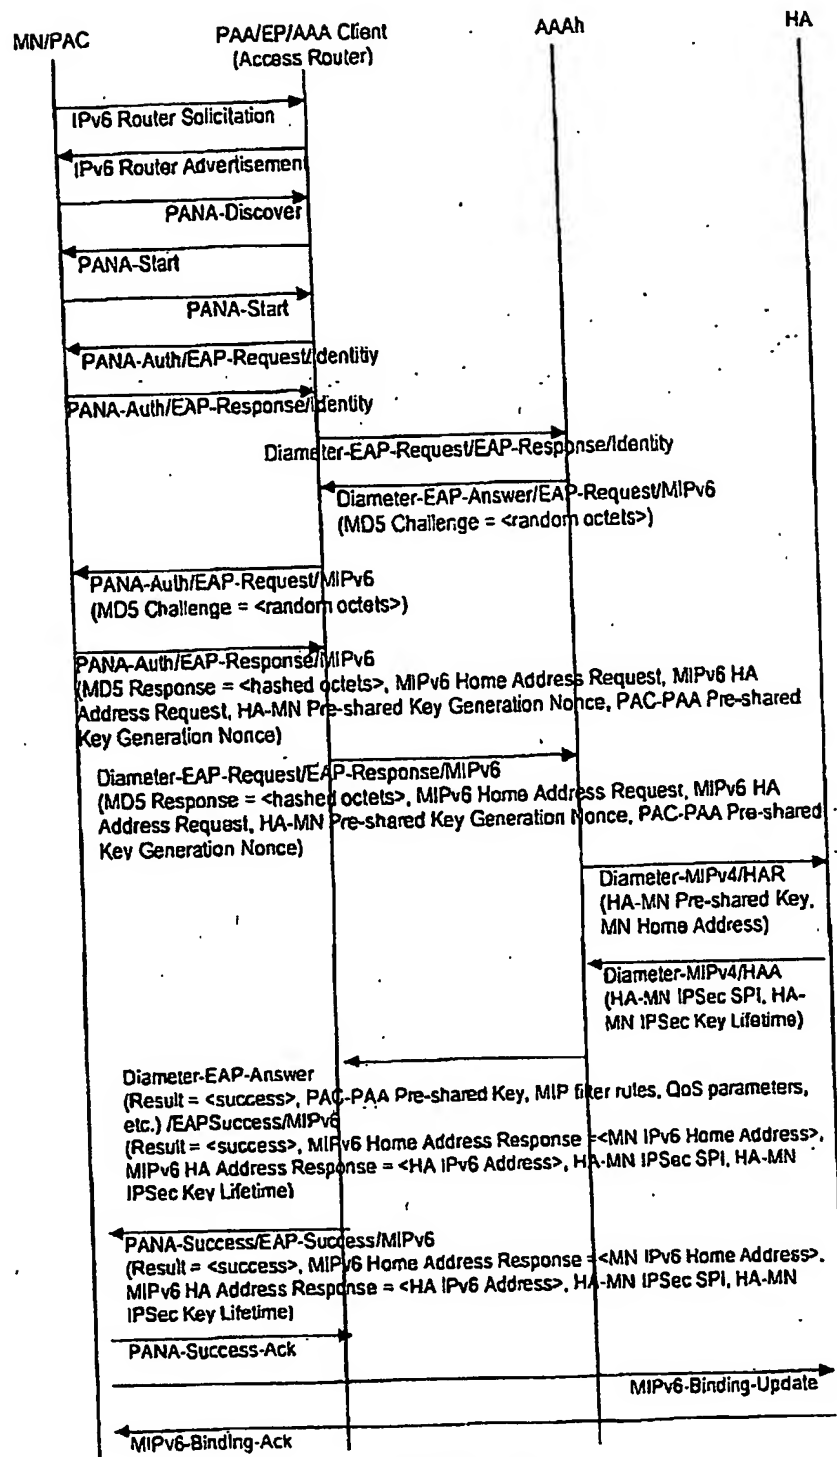 MN/PAC
PAA/EP/AAA Client
(Access Router)
AAAh
HA
IPv6 Router Solicitation
IPv6 Router Advertisement
PANA-Discover
PANA-Start
PANA-Start
PANA-Auth/EAP-Request/Identitiy
PANA-Auth/EAP-Response/Identity
Diameter-EAP-Request/EAP-Response/Identity
Diameter-EAP-Answer/EAP-Request/MIPv6
(MD5 Challenge = <random octets>)
PANA-Auth/EAP-Request/MIPv6
(MD5 Challenge = <random octets>)
PANA-Auth/EAP-Response/MIPv6
(MD5 Response = <hashed octets>, MIPv6 Home Address Request, MIPv6 HA
Address Request, HA-MN Pre-shared Key Generation Nonce, PAC-PAA Pre-shared
Key Generation Nonce)
Diameter-EAP-Request/EAP-Response/MIPv6
(MD5 Response = <hashed octets>, MIPv6 Home Address Request, MIPv6 HA
Address Request, HA-MN Pre-shared Key Generation Nonce, PAC-PAA Pre-shared
Key Generation Nonce)
Diameter-MIPv4/HAR
(HA-MN Pre-shared Key,
MN Home Address)
Diameter-MIPv4/HAA
(HA-MN IPSec SPI, HA-
MN IPSec Key Lifetime)
Diameter-EAP-Answer
(Result = <success>, PAC-PAA Pre-shared Key, MIP filter rules, QoS parameters,
etc.) /EAPSuccess/MIPv6
(Result = <success>, MIPv6 Home Address Response =<MN IPv6 Home Address>,
MIPv6 HA Address Response = <HA IPv6 Address>, HA-MN IPSec SPI, HA-MN
IPSec Key Lifetime)
PANA-Success/EAP-Success/MIPv6
(Result = <success>, MIPv6 Home Address Response =<MN IPv6 Home Address>,
MIPv6 HA Address Response = <HA IPv6 Address>, HA-MN IPSec SPI, HA-MN
IPSec Key Lifetime)
PANA-Success-Ack
MIPv6-Binding-Update
MIPv6-Binding-Ack